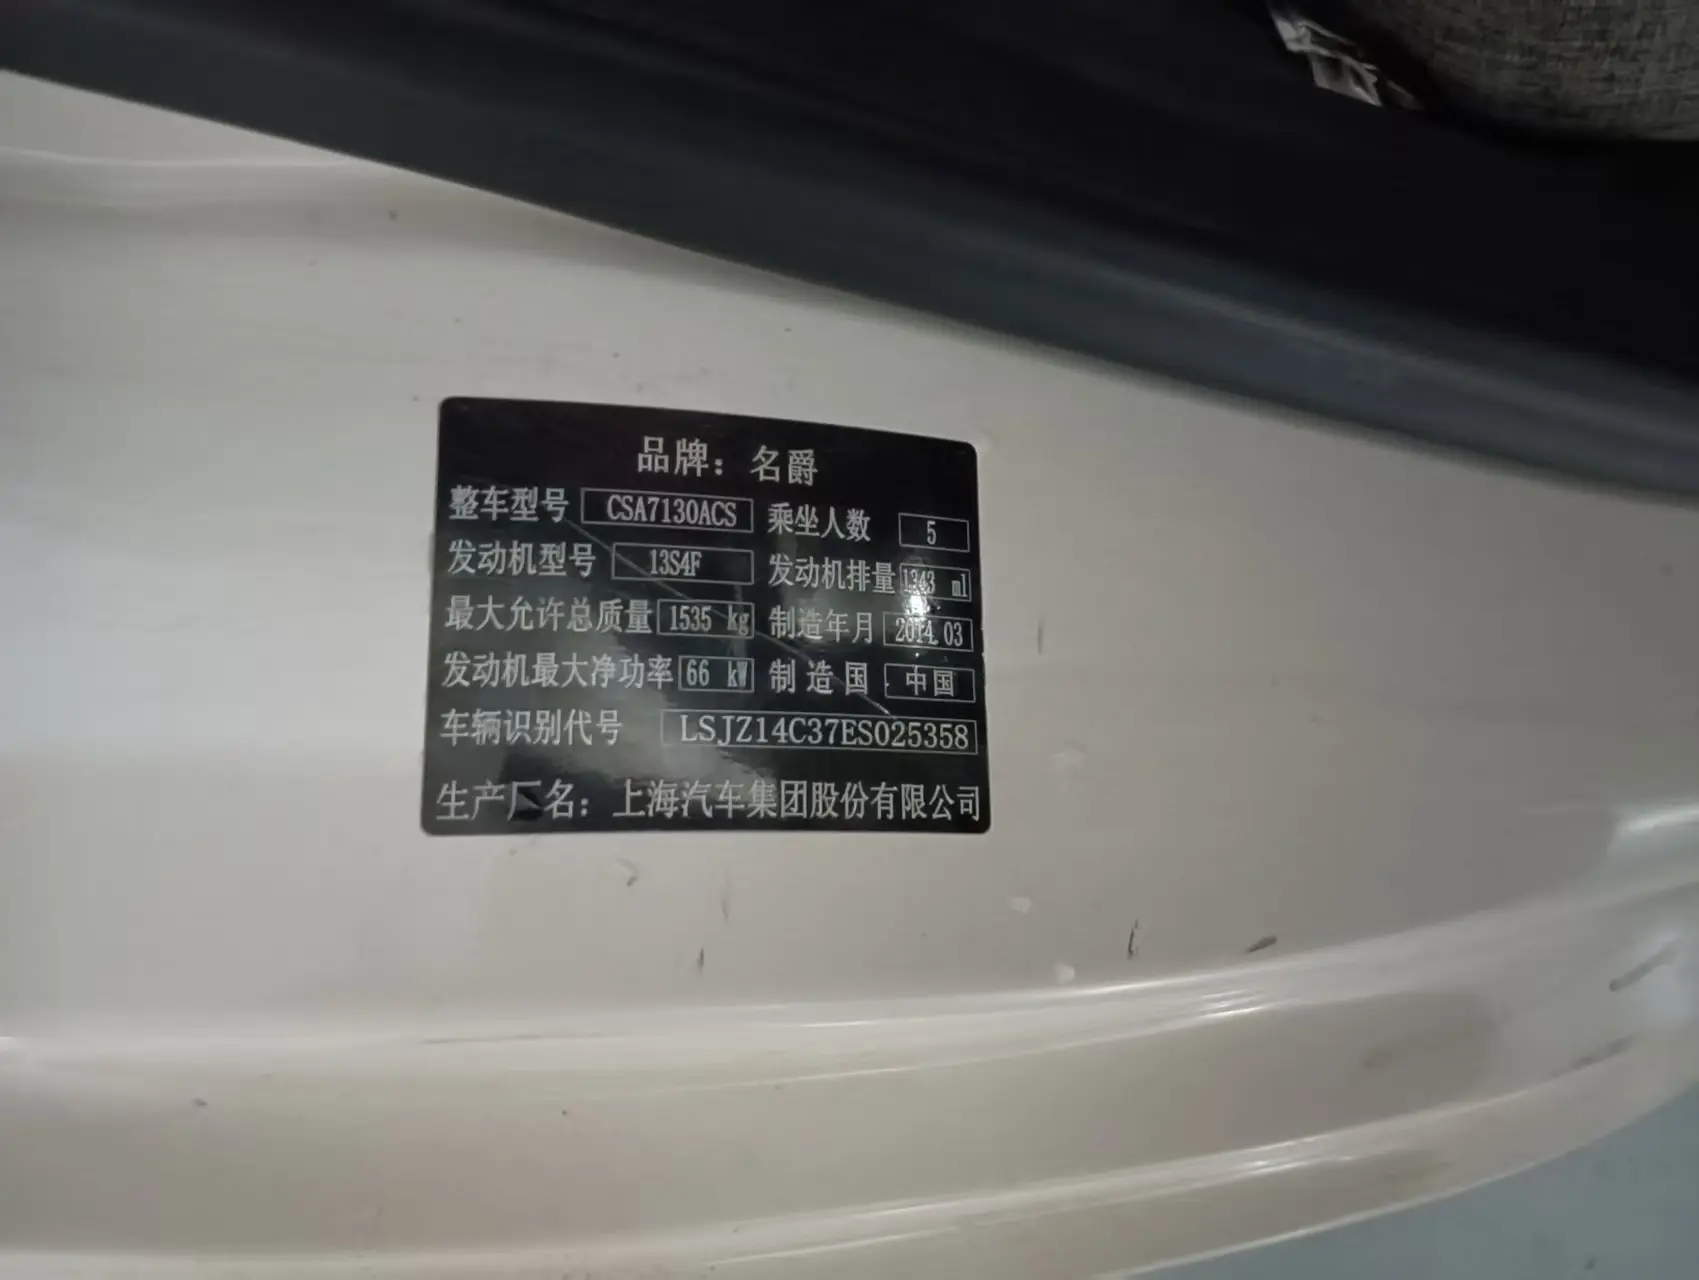 品牌：名爵
整车型号 CSA7130ACS 乘坐人数 5
发动机型号 13S4F 发动机排量 1343 ml
最大允许总质量 1535 kg 制造年月 2014.03
发动机最大净功率 66 kW 制造国 中国
车辆识别代号 LSJZ14C37ES025358
生产厂名：上海汽车集团股份有限公司